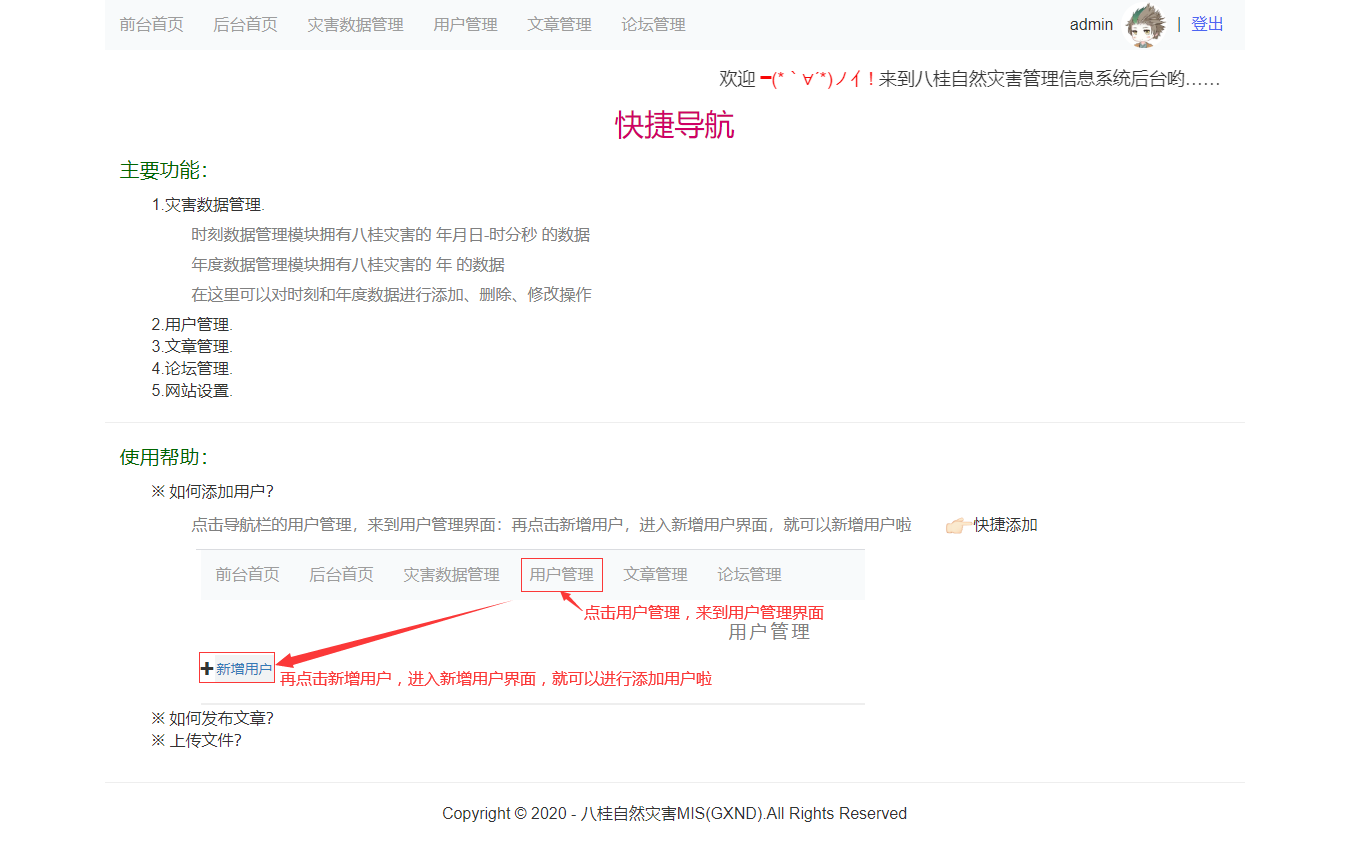 前台首页 后台首页 灾害数据管理 用户管理 文章管理 论坛管理 admin | 登出
欢迎 ━(*｀∀´*)ノ亻! 来到八桂自然灾害管理信息系统后台哟……
快捷导航
主要功能：
1.灾害数据管理.
时刻数据管理模块拥有八桂灾害的 年月日-时分秒 的数据
年度数据管理模块拥有八桂灾害的 年 的数据
在这里可以对时刻和年度数据进行添加、删除、修改操作
2.用户管理.
3.文章管理.
4.论坛管理.
5.网站设置.
使用帮助：
※ 如何添加用户?
点击导航栏的用户管理，来到用户管理界面：再点击新增用户，进入新增用户界面，就可以新增用户啦 👉🏻快捷添加
前台首页 后台首页 灾害数据管理 用户管理 文章管理 论坛管理
点击用户管理，来到用户管理界面
用户管理
✚新增用户
再点击新增用户，进入新增用户界面，就可以进行添加用户啦
※ 如何发布文章?
※ 上传文件?
Copyright © 2020 - 八桂自然灾害MIS(GXND).All Rights Reserved